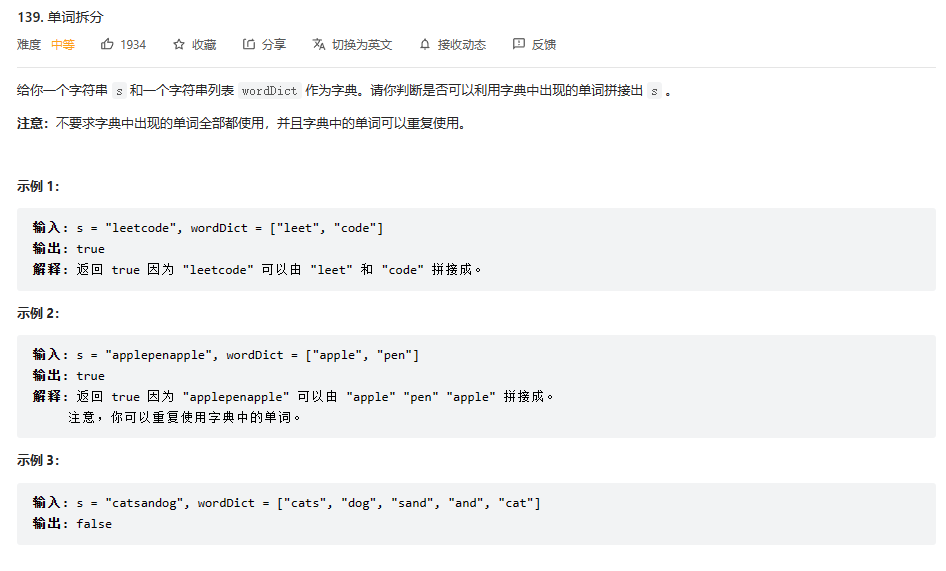 139. 单词拆分
难度 中等 1934 收藏 分享 切换为英文 接收动态 反馈
给你一个字符串 s 和一个字符串列表 wordDict 作为字典。请你判断是否可以利用字典中出现的单词拼接出 s 。
注意：不要求字典中出现的单词全部都使用，并且字典中的单词可以重复使用。
示例 1：
输入: s = "leetcode", wordDict = ["leet", "code"]
输出: true
解释: 返回 true 因为 "leetcode" 可以由 "leet" 和 "code" 拼接成。
示例 2：
输入: s = "applepenapple", wordDict = ["apple", "pen"]
输出: true
解释: 返回 true 因为 "applepenapple" 可以由 "apple" "pen" "apple" 拼接成。
注意，你可以重复使用字典中的单词。
示例 3：
输入: s = "catsandog", wordDict = ["cats", "dog", "sand", "and", "cat"]
输出: false